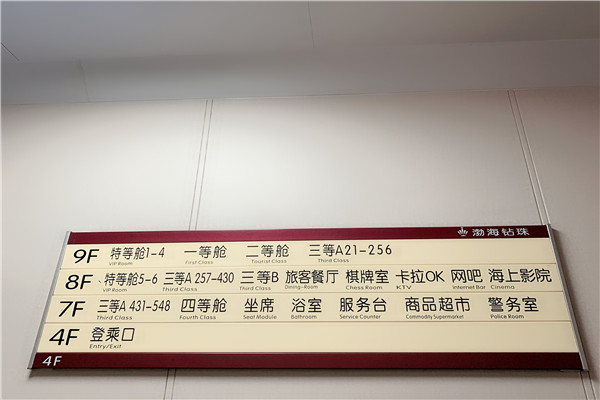 渤海钻珠
9F 特等舱1-4 一等舱 二等舱 三等A21-256
VIP Room First Class Tourist Class Third Class
8F 特等舱5-6 三等A 257-430 三等B 旅客餐厅 棋牌室 卡拉OK 网吧 海上影院
VIP Room Third Class Third Class Dining-Room Chess Room KTV Internet Bar Cinema
7F 三等A 431-548 四等舱 坐席 浴室 服务台 商品超市 警务室
Third Class Fourth Class Seat Module Bathroom Service Counter Commodity Supermarket Police Room
4F 登乘口
Entry/Exit
4F